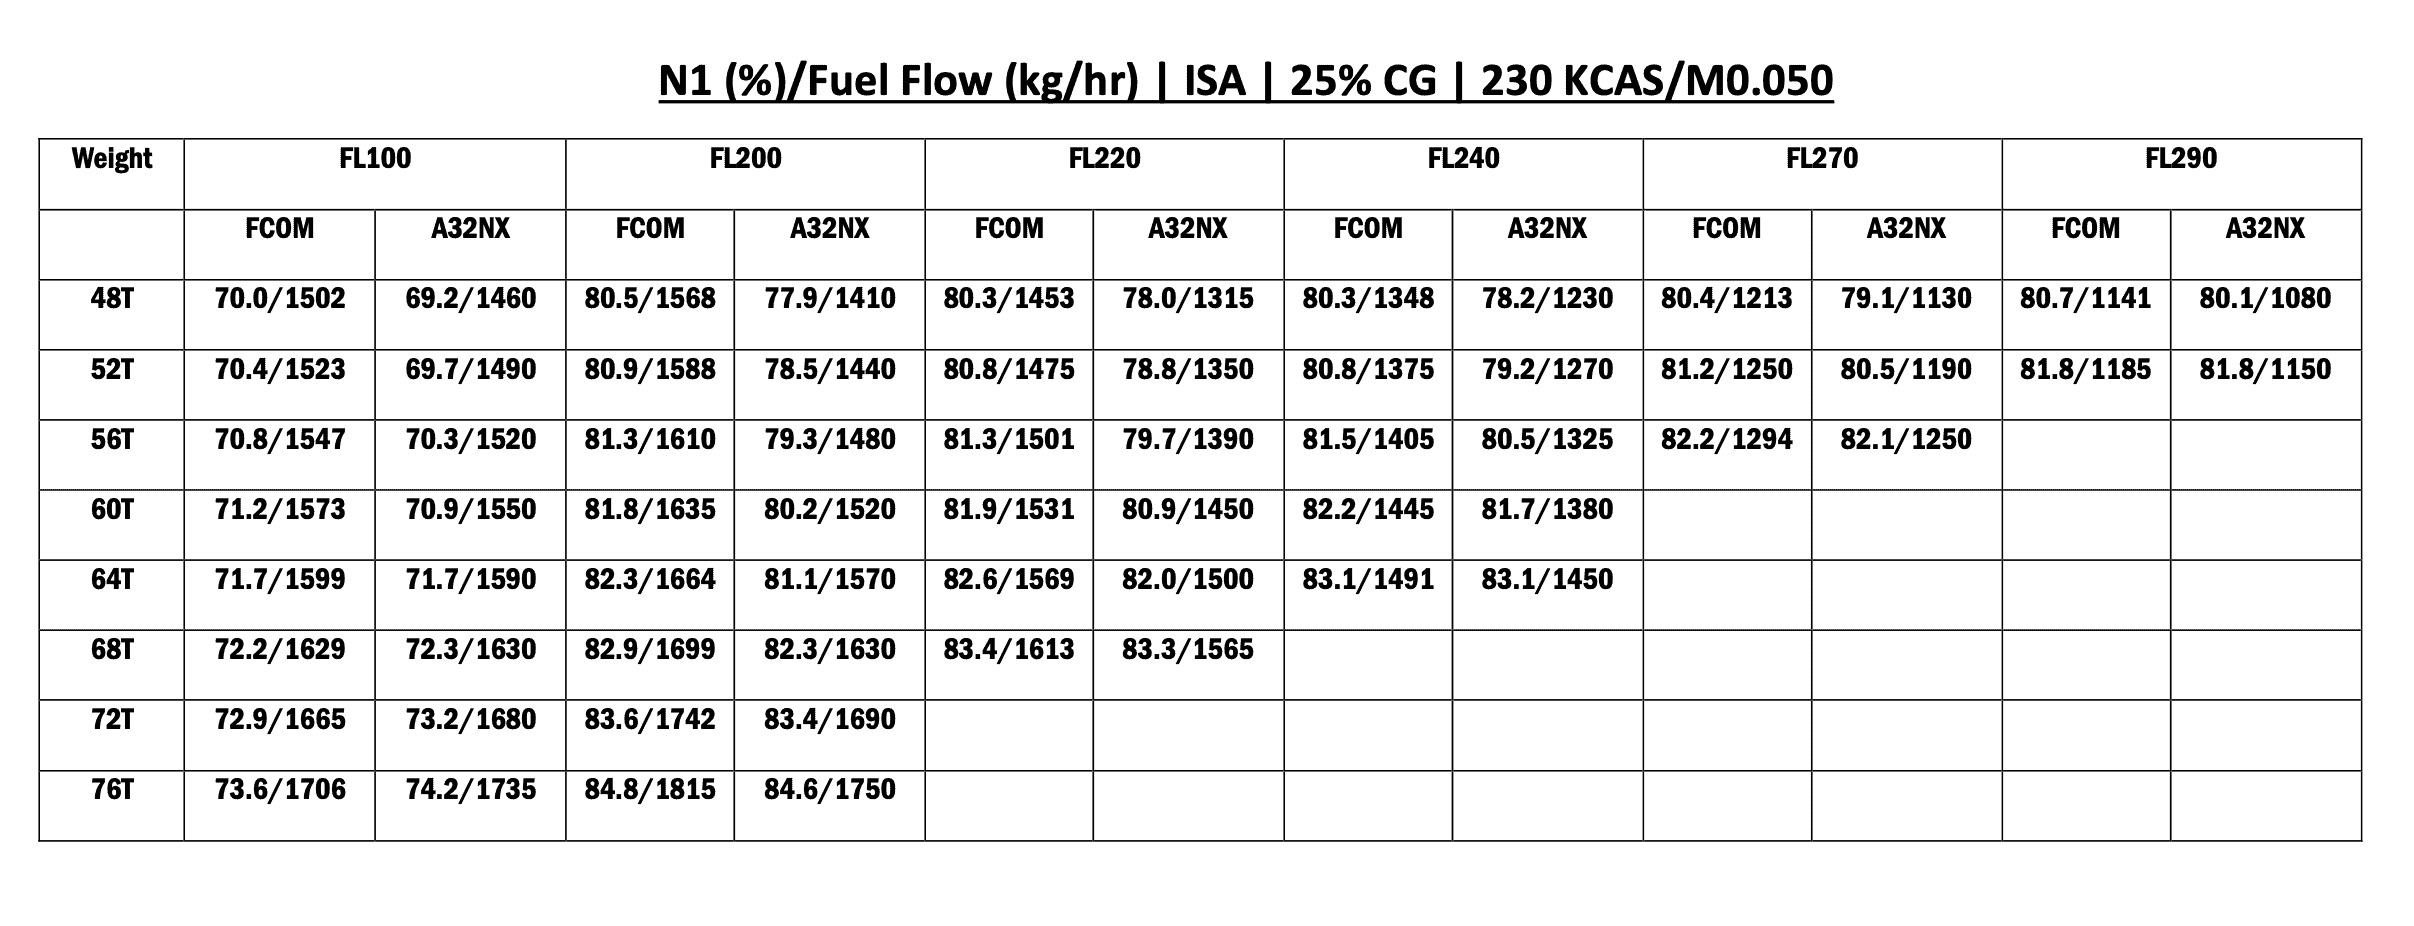 N1 (%)/Fuel Flow (kg/hr) | ISA | 25% CG | 230 KCAS/M0.050
Weight FL100 FL200 FL220 FL240 FL270 FL290
FCOM A32NX FCOM A32NX FCOM A32NX FCOM A32NX FCOM A32NX FCOM A32NX
48T 70.0/1502 69.2/1460 80.5/1568 77.9/1410 80.3/1453 78.0/1315 80.3/1348 78.2/1230 80.4/1213 79.1/1130 80.7/1141 80.1/1080
52T 70.4/1523 69.7/1490 80.9/1588 78.5/1440 80.8/1475 78.8/1350 80.8/1375 79.2/1270 81.2/1250 80.5/1190 81.8/1185 81.8/1150
56T 70.8/1547 70.3/1520 81.3/1610 79.3/1480 81.3/1501 79.7/1390 81.5/1405 80.5/1325 82.2/1294 82.1/1250
60T 71.2/1573 70.9/1550 81.8/1635 80.2/1520 81.9/1531 80.9/1450 82.2/1445 81.7/1380
64T 71.7/1599 71.7/1590 82.3/1664 81.1/1570 82.6/1569 82.0/1500 83.1/1491 83.1/1450
68T 72.2/1629 72.3/1630 82.9/1699 82.3/1630 83.4/1613 83.3/1565
72T 72.9/1665 73.2/1680 83.6/1742 83.4/1690
76T 73.6/1706 74.2/1735 84.8/1815 84.6/1750